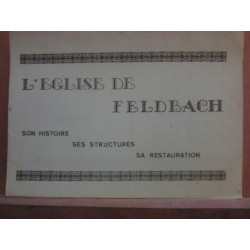 L'EGLISE DE
FELDBACH
SON HISTOIRE
SES STRUCTURES
SA RESTAURATION